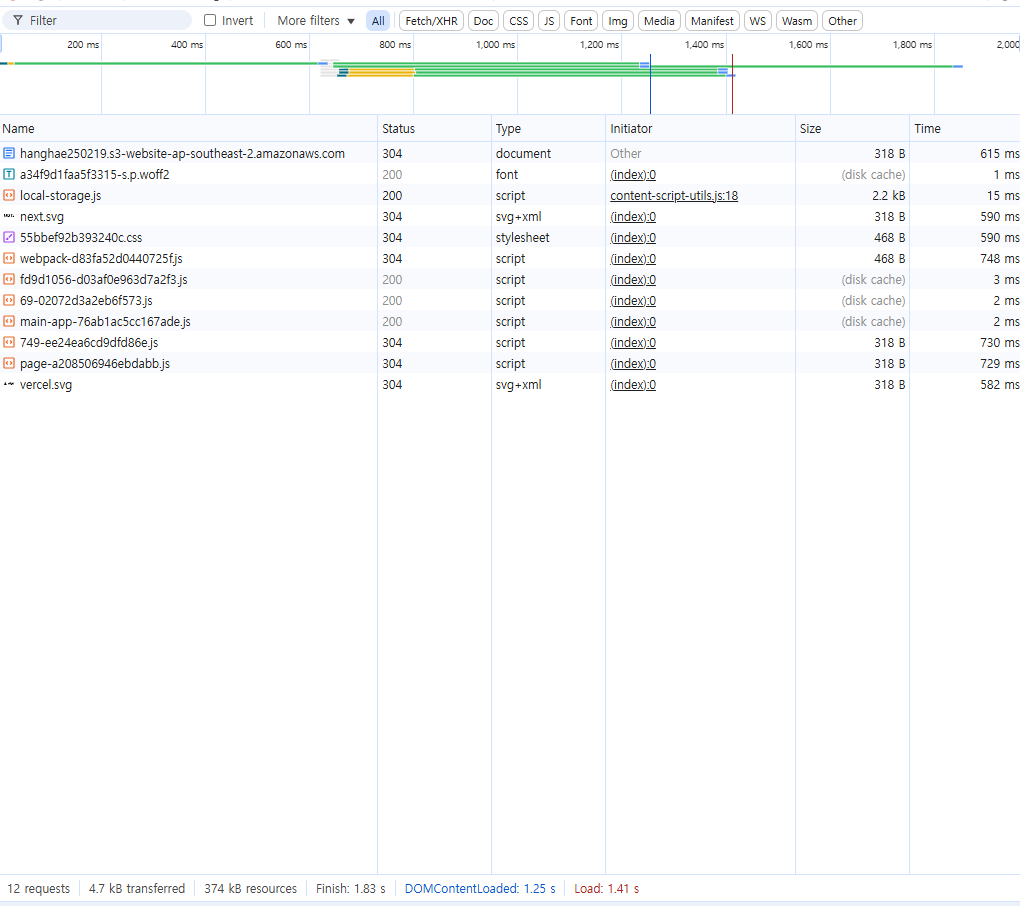 Filter Invert More filters ▼ All Fetch/XHR Doc CSS JS Font Img Media Manifest WS Wasm Other
200 ms 400 ms 600 ms 800 ms 1,000 ms 1,200 ms 1,400 ms 1,600 ms 1,800 ms 2,000
Name Status Type Initiator Size Time
hanghae250219.s3-website-ap-southeast-2.amazonaws.com 304 document Other 318 B 615 ms
a34f9d1faa5f3315-s.p.woff2 200 font (index):0 (disk cache) 1 ms
local-storage.js 200 script content-script-utils.js:18 2.2 kB 15 ms
next.svg 304 svg+xml (index):0 318 B 590 ms
55bbef92b393240c.css 304 stylesheet (index):0 468 B 590 ms
webpack-d83fa52d0440725f.js 304 script (index):0 468 B 748 ms
fd9d1056-d03af0e963d7a2f3.js 200 script (index):0 (disk cache) 3 ms
69-02072d3a2eb6f573.js 200 script (index):0 (disk cache) 2 ms
main-app-76ab1ac5cc167ade.js 200 script (index):0 (disk cache) 2 ms
749-ee24ea6cd9dfd86e.js 304 script (index):0 318 B 730 ms
page-a208506946ebdabb.js 304 script (index):0 318 B 729 ms
vercel.svg 304 svg+xml (index):0 318 B 582 ms
12 requests 4.7 kB transferred 374 kB resources Finish: 1.83 s DOMContentLoaded: 1.25 s Load: 1.41 s